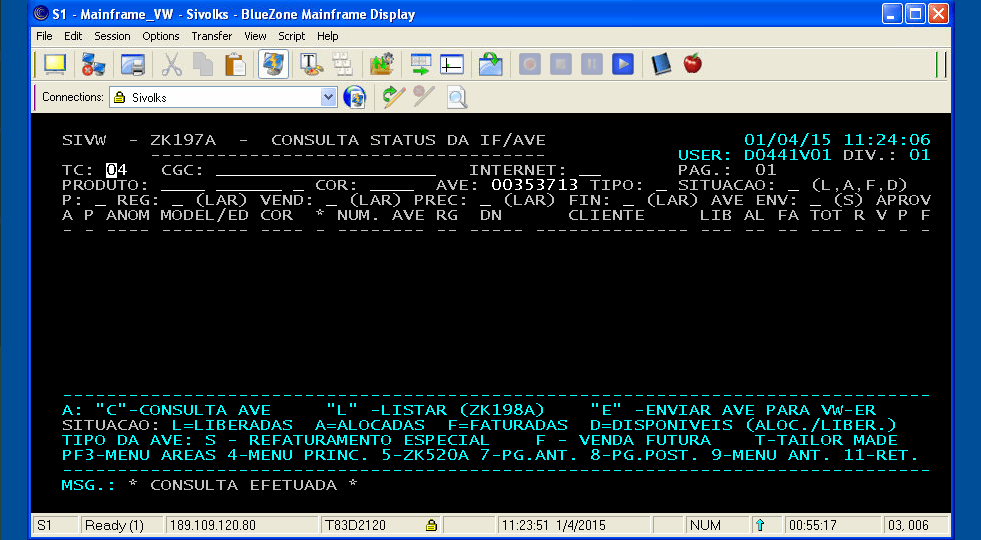 S1 - Mainframe_VW - Sivolks - BlueZone Mainframe Display
File Edit Session Options Transfer View Script Help
Connections: Sivolks
SIVW - ZK197A - CONSULTA STATUS DA IF/AVE 01/04/15 11:24:06
------------------------------------ USER: D0441V01 DIV.: 01
TC: 04 CGC: ____________________ INTERNET: __ PAG.: 01
PRODUTO: ____ ______ _ COR: ____ AVE: 00353713 TIPO: _ SITUACAO: _ (L,A,F,D)
P: _ REG: _ (LAR) VEND: _ (LAR) PREC: _ (LAR) FIN: _ (LAR) AVE ENV: _ (S) APROV
A P ANOM MODEL/ED COR * NUM. AVE RG DN CLIENTE LIB AL FA TOT R V P F
- - ---- -------- ---- - -------- -- ---- --------------- --- -- -- --- - - - -
-------------------------------------------------------------------------------
A: "C"-CONSULTA AVE "L" -LISTAR (ZK198A) "E" -ENVIAR AVE PARA VW-ER
SITUACAO: L=LIBERADAS A=ALOCADAS F=FATURADAS D=DISPONIVEIS (ALOC./LIBER.)
TIPO DA AVE: S - REFATURAMENTO ESPECIAL F - VENDA FUTURA T-TAILOR MADE
PF3-MENU AREAS 4-MENU PRINC. 5-ZK520A 7-PG.ANT. 8-PG.POST. 9-MENU ANT. 11-RET.
-------------------------------------------------------------------------------
MSG.: * CONSULTA EFETUADA *
S1 Ready (1) 189.109.120.80 T83D2120 11:23:51 1/4/2015 NUM 00:55:17 03, 006